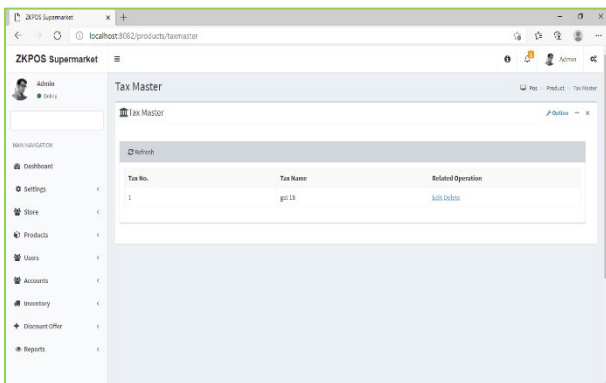 ZKPOS Supermarket
localhost:8082/products/taxmaster
ZKPOS Supermarket
Admin
Admin
Online
Tax Master
Pos > Product > Tax Master
Tax Master
Option
MAIN NAVIGATION
Refresh
Dashboard
Tax No. Tax Name Related Operation
Settings
1 gst 18 Edit Delete
Store
Products
Users
Accounts
Inventory
Discount Offer
Reports